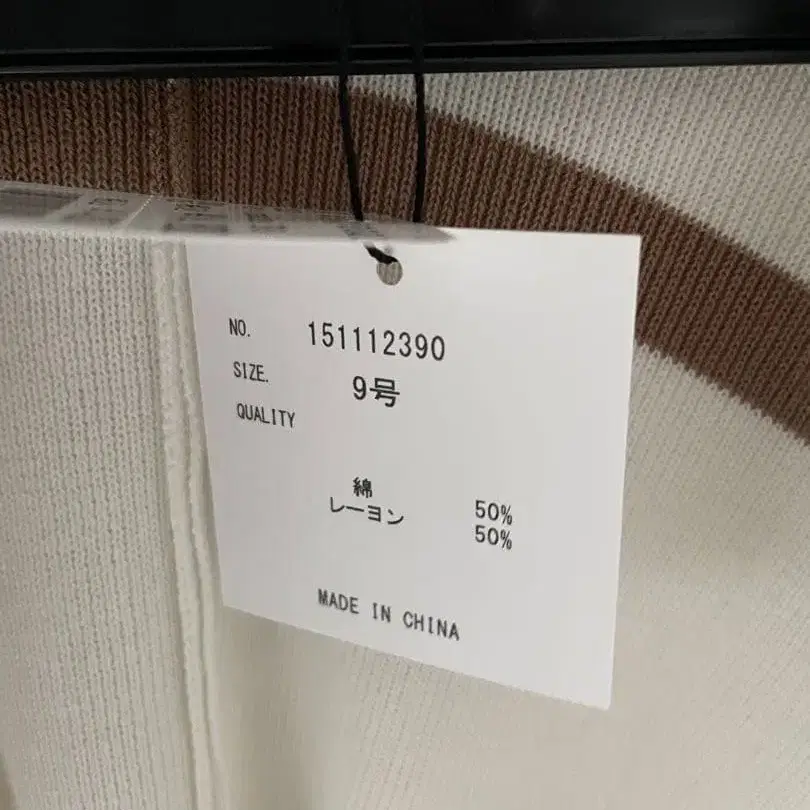 NO. 151112390
SIZE. 9号
QUALITY
綿 50%
レーヨン 50%
MADE IN CHINA